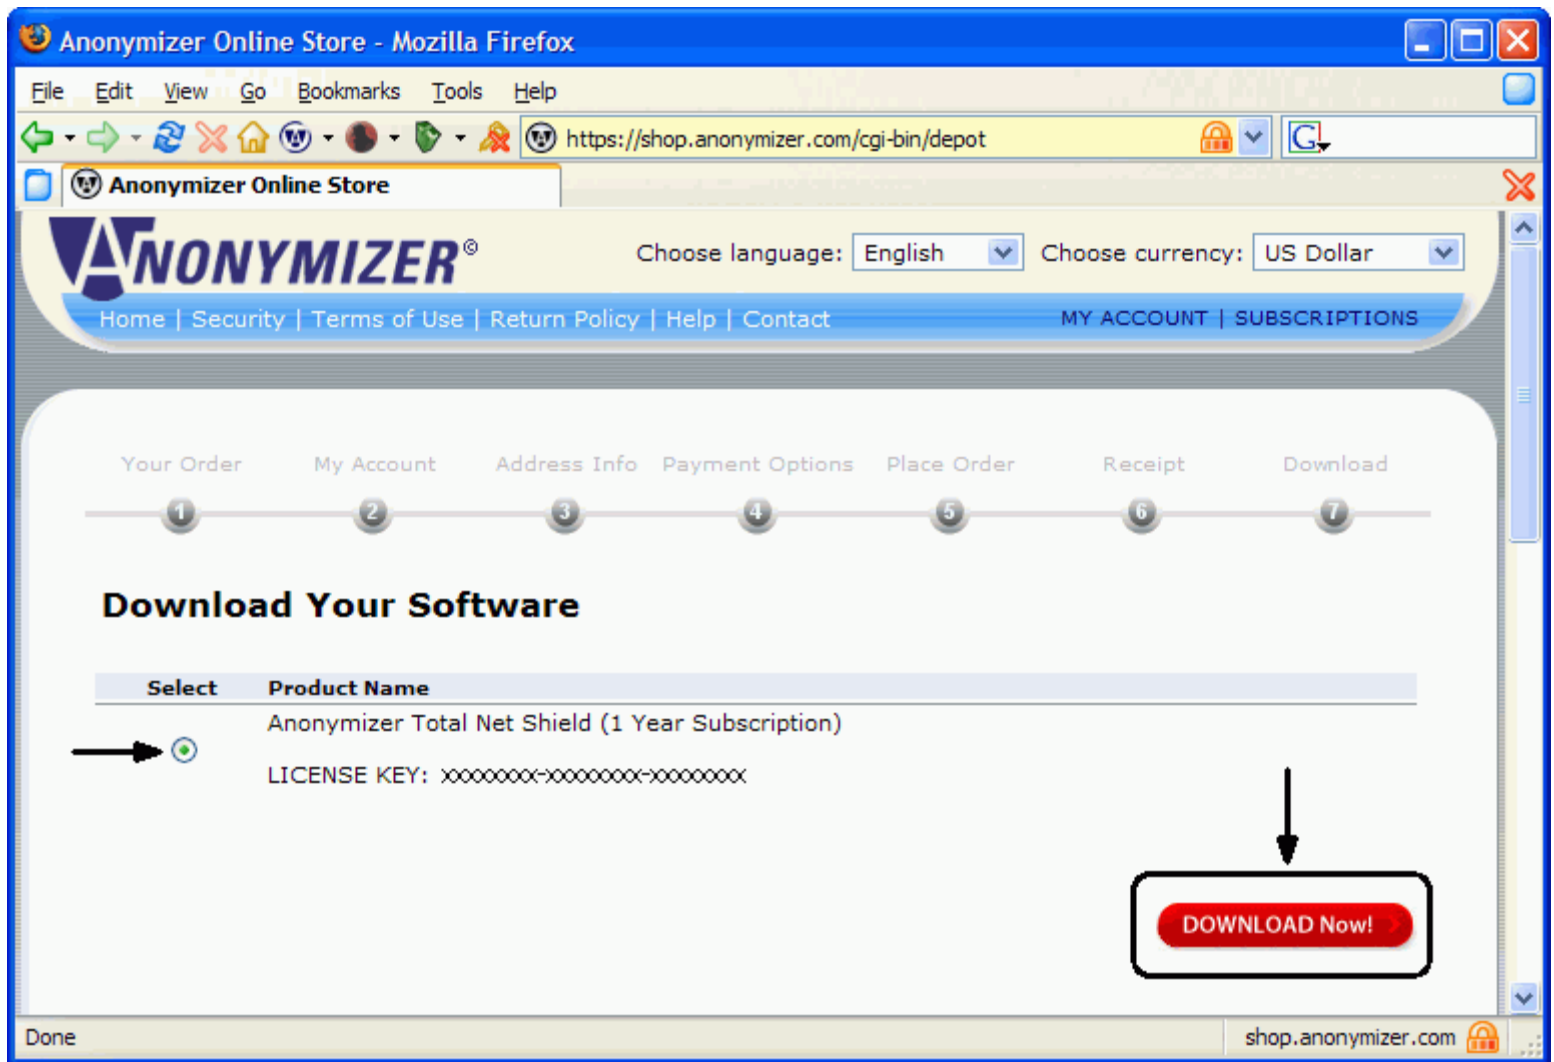 Anonymizer Online Store - Mozilla Firefox
File Edit View Go Bookmarks Tools Help
https://shop.anonymizer.com/cgi-bin/depot G
Anonymizer Online Store
ANONYMIZER© Choose language: English Choose currency: US Dollar
Home | Security | Terms of Use | Return Policy | Help | Contact MY ACCOUNT | SUBSCRIPTIONS
Your Order My Account Address Info Payment Options Place Order Receipt Download
1 2 3 4 5 6 7
Download Your Software
Select Product Name
Anonymizer Total Net Shield (1 Year Subscription)
LICENSE KEY: xxxxxxxx-xxxxxxxx-xxxxxxxx
DOWNLOAD Now!
Done shop.anonymizer.com